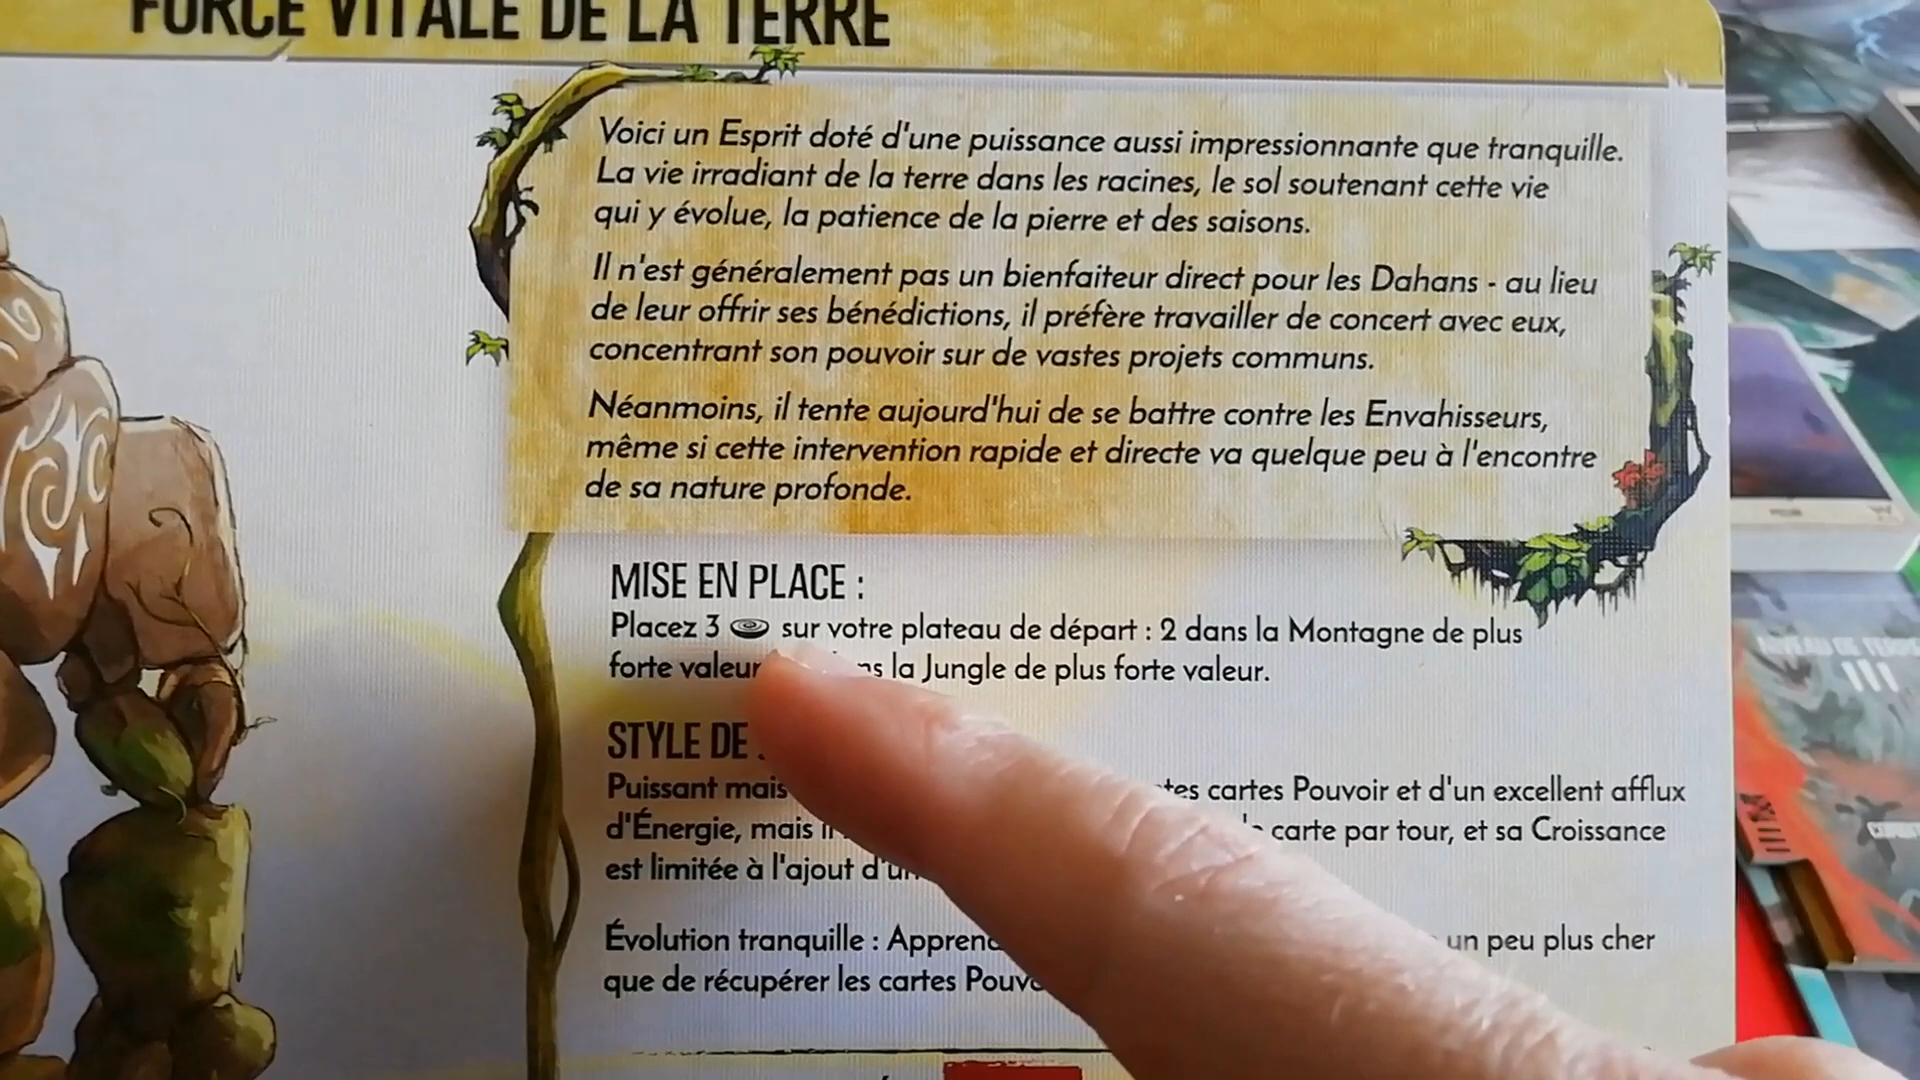 FORCE VITALE DE LA TERRE
Voici un Esprit doté d'une puissance aussi impressionnante que tranquille.
La vie irradiant de la terre dans les racines, le sol soutenant cette vie
qui y évolue, la patience de la pierre et des saisons.
Il n'est généralement pas un bienfaiteur direct pour les Dahans - au lieu
de leur offrir ses bénédictions, il préfère travailler de concert avec eux,
concentrant son pouvoir sur de vastes projets communs.
Néanmoins, il tente aujourd'hui de se battre contre les Envahisseurs,
même si cette intervention rapide et directe va quelque peu à l'encontre
de sa nature profonde.
MISE EN PLACE :
Placez 3 sur votre plateau de départ : 2 dans la Montagne de plus
forte valeur la Jungle de plus forte valeur.
STYLE DE
Puissant mais cartes Pouvoir et d'un excellent afflux
d'Énergie, mais carte par tour, et sa Croissance
est limitée à l'ajout
Évolution tranquille : un peu plus cher
que de récupérer les cartes
III